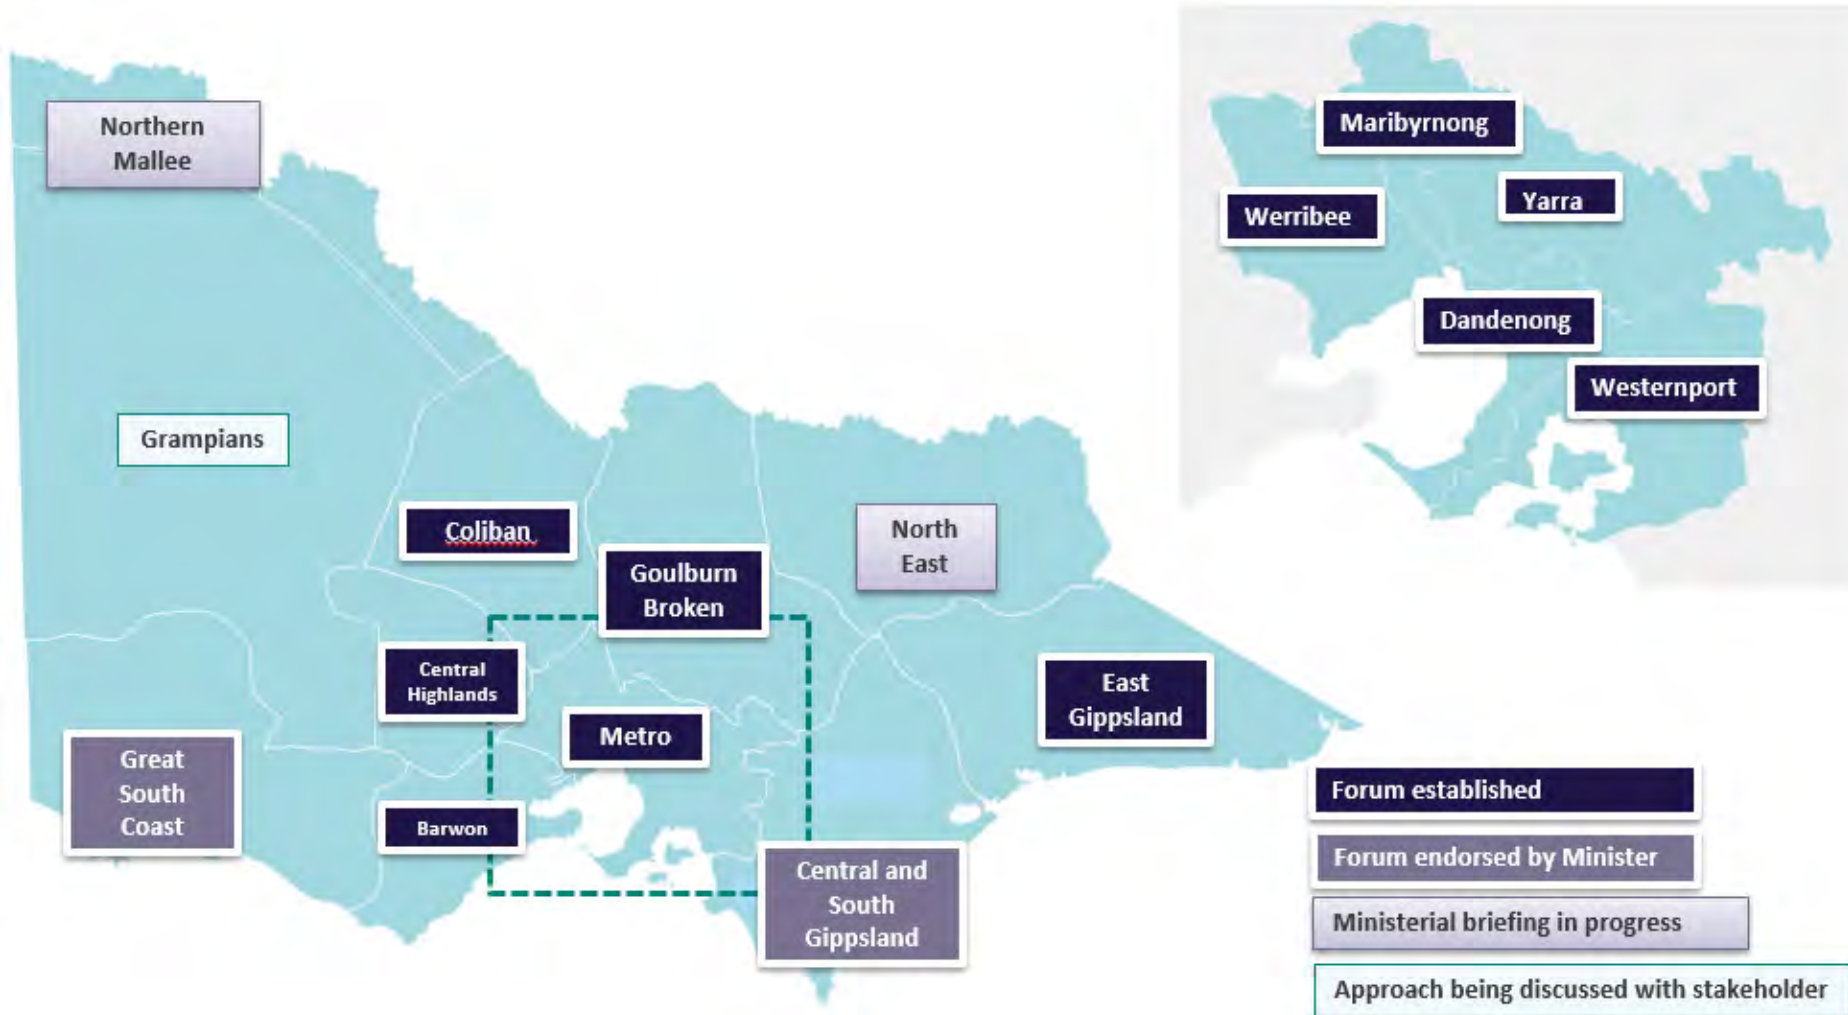 Northern
Mallee
Grampians
Coliban
Goulburn
Broken
North
East
Central
Highlands
Metro
East
Gippsland
Great
South
Coast
Barwon
Central and
South
Gippsland
Maribyrnong
Werribee
Yarra
Dandenong
Westernport
Forum established
Forum endorsed by Minister
Ministerial briefing in progress
Approach being discussed with stakeholder